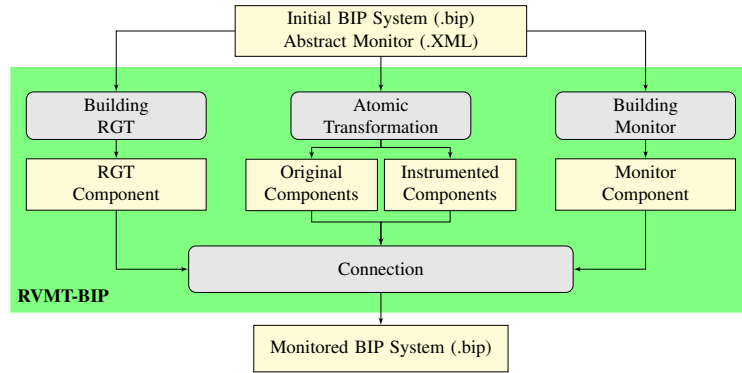 Initial BIP System (.bip)
Abstract Monitor (.XML)
Building
RGT
Atomic
Transformation
Building
Monitor
RGT
Component
Original
Components
Instrumented
Components
Monitor
Component
Connection
RVMT-BIP
Monitored BIP System (.bip)